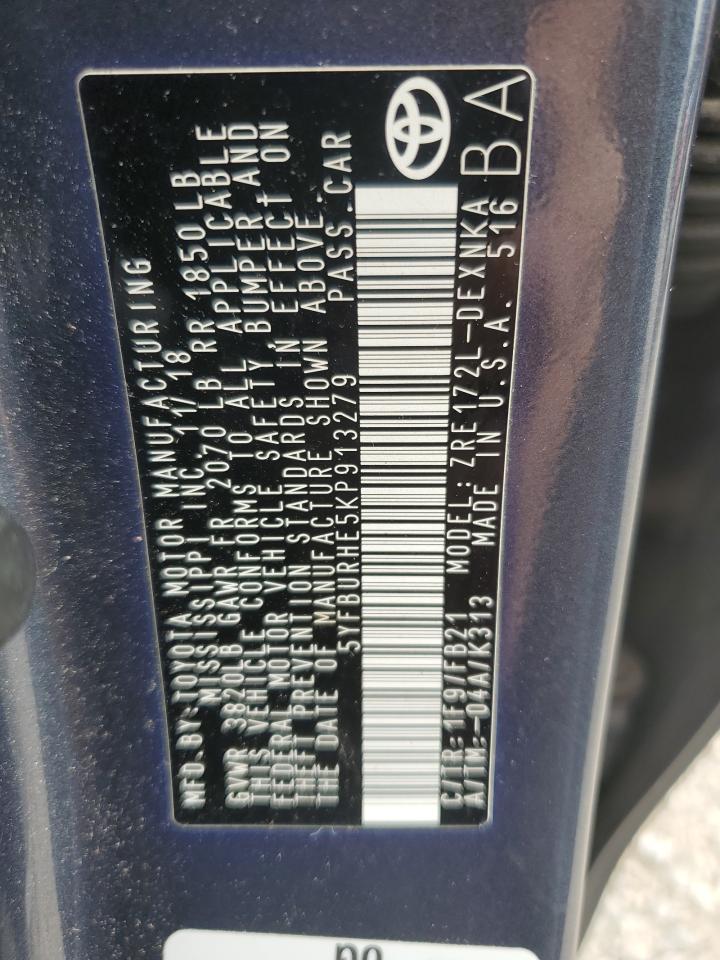 MFD.BY:TOYOTA MOTOR MANUFACTURING
MISSISSIPPI INC 11/18
GVWR 3820LB GAWR FR 2070 LB RR 1850 LB
THIS VEHICLE CONFORMS TO ALL APPLICABLE
FEDERAL MOTOR VEHICLE SAFETY, BUMPER AND
THEFT PREVENTION STANDARDS IN EFFECT ON
THE DATE OF MANUFACTURE SHOWN ABOVE.
5YFBURHE5KP913279 PASS.CAR
C/TR: 1F9/FB21 MODEL: ZRE172L-DEXNKA
A/TM: -04A/K313 MADE IN U.S.A. 516 BA